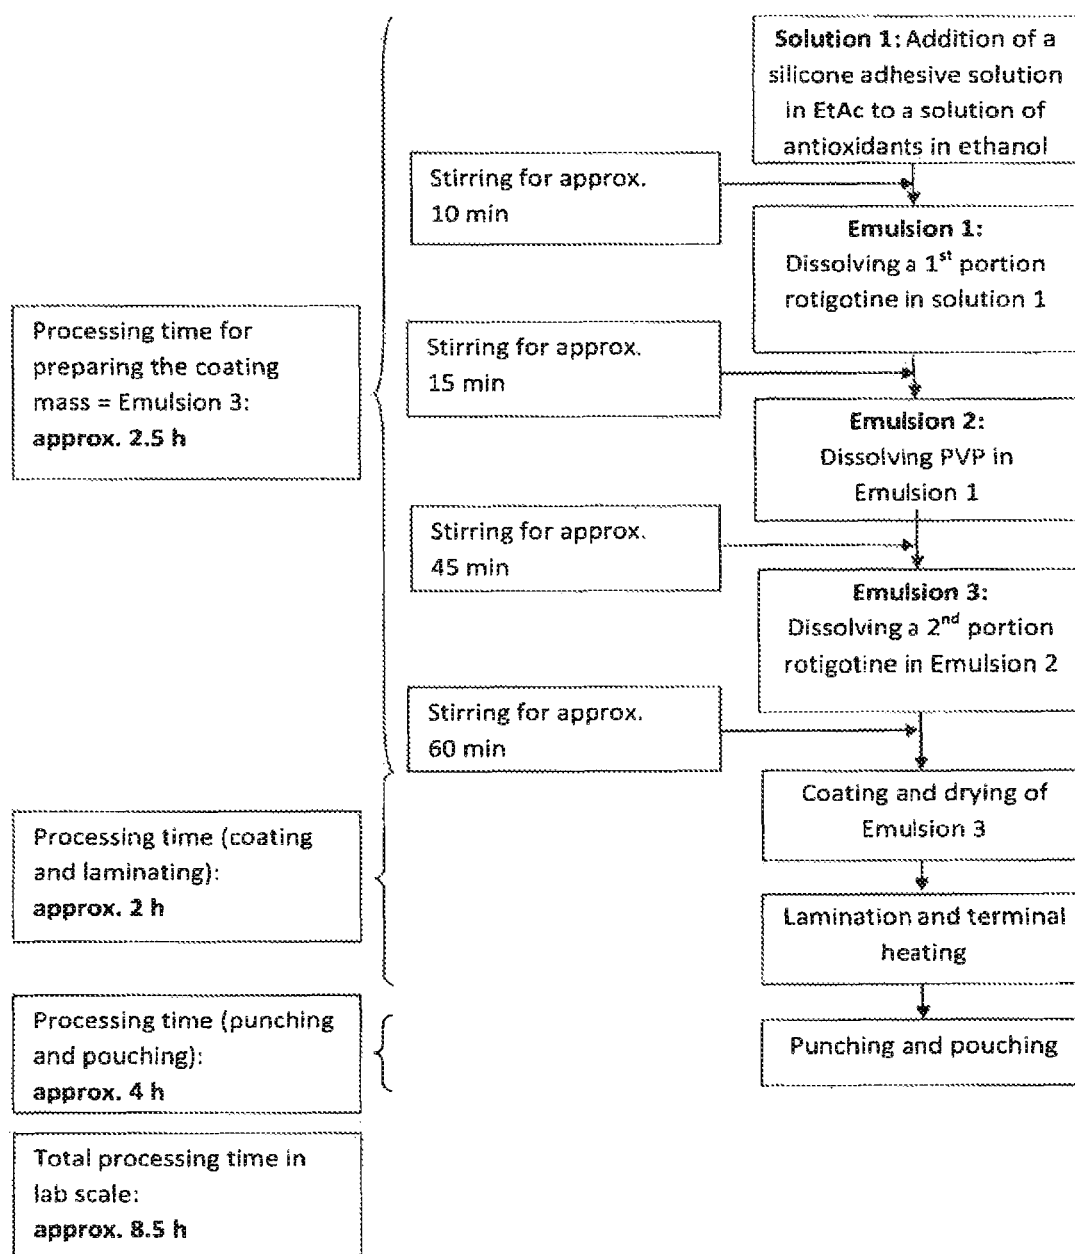 Solution 1: Addition of a
silicone adhesive solution
in EtAc to a solution of
antioxidants in ethanol
Stirring for approx.
10 min
Emulsion 1:
Dissolving a 1st portion
rotigotine in solution 1
Processing time for
preparing the coating
mass = Emulsion 3:
approx. 2.5 h
Stirring for approx.
15 min
Emulsion 2:
Dissolving PVP in
Emulsion 1
Stirring for approx.
45 min
Emulsion 3:
Dissolving a 2nd portion
rotigotine in Emulsion 2
Stirring for approx.
60 min
Coating and drying of
Emulsion 3
Processing time (coating
and laminating):
approx. 2 h
Lamination and terminal
heating
Processing time (punching
and pouching):
approx. 4 h
Punching and pouching
Total processing time in
lab scale:
approx. 8.5 h